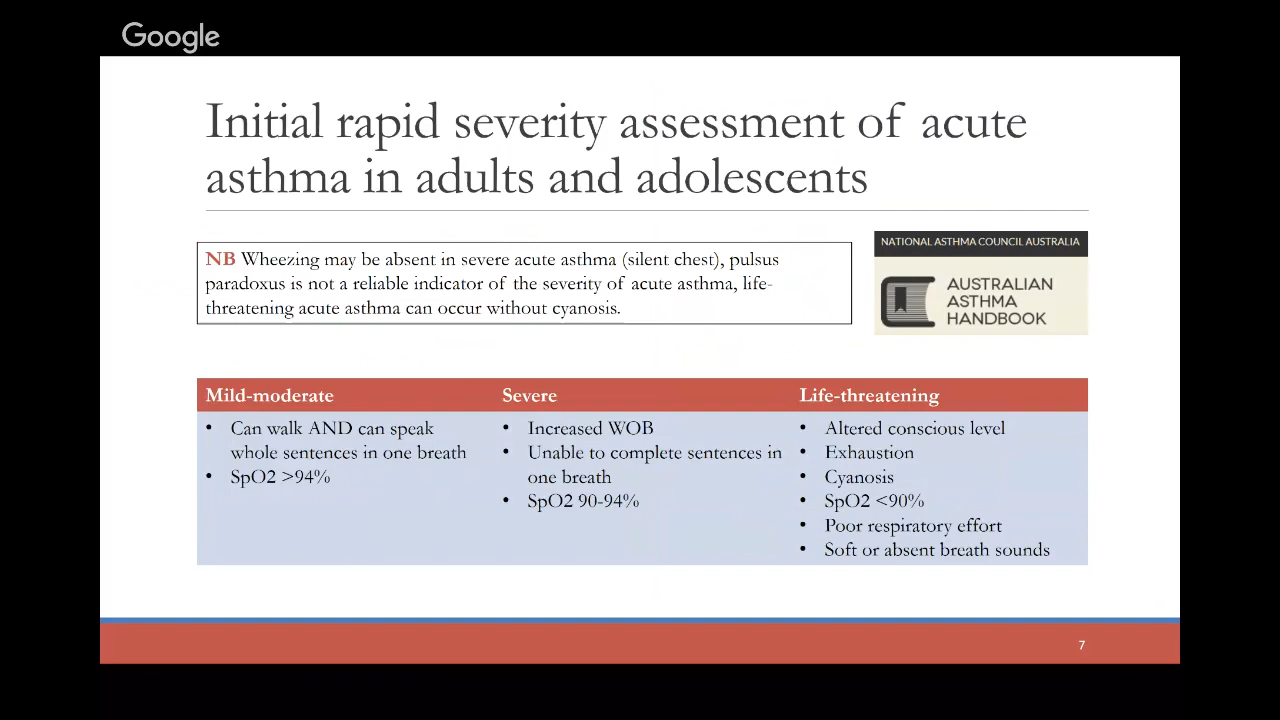 Google
Initial rapid severity assessment of acute
asthma in adults and adolescents
NB Wheezing may be absent in severe acute asthma (silent chest), pulsus
paradoxus is not a reliable indicator of the severity of acute asthma, life-
threatening acute asthma can occur without cyanosis.
NATIONAL ASTHMA COUNCIL AUSTRALIA
AUSTRALIAN
ASTHMA
HANDBOOK
Mild-moderate
• Can walk AND can speak
whole sentences in one breath
• SpO2 >94%
Severe
• Increased WOB
• Unable to complete sentences in
one breath
• SpO2 90-94%
Life-threatening
• Altered conscious level
• Exhaustion
• Cyanosis
• SpO2 <90%
• Poor respiratory effort
• Soft or absent breath sounds
7